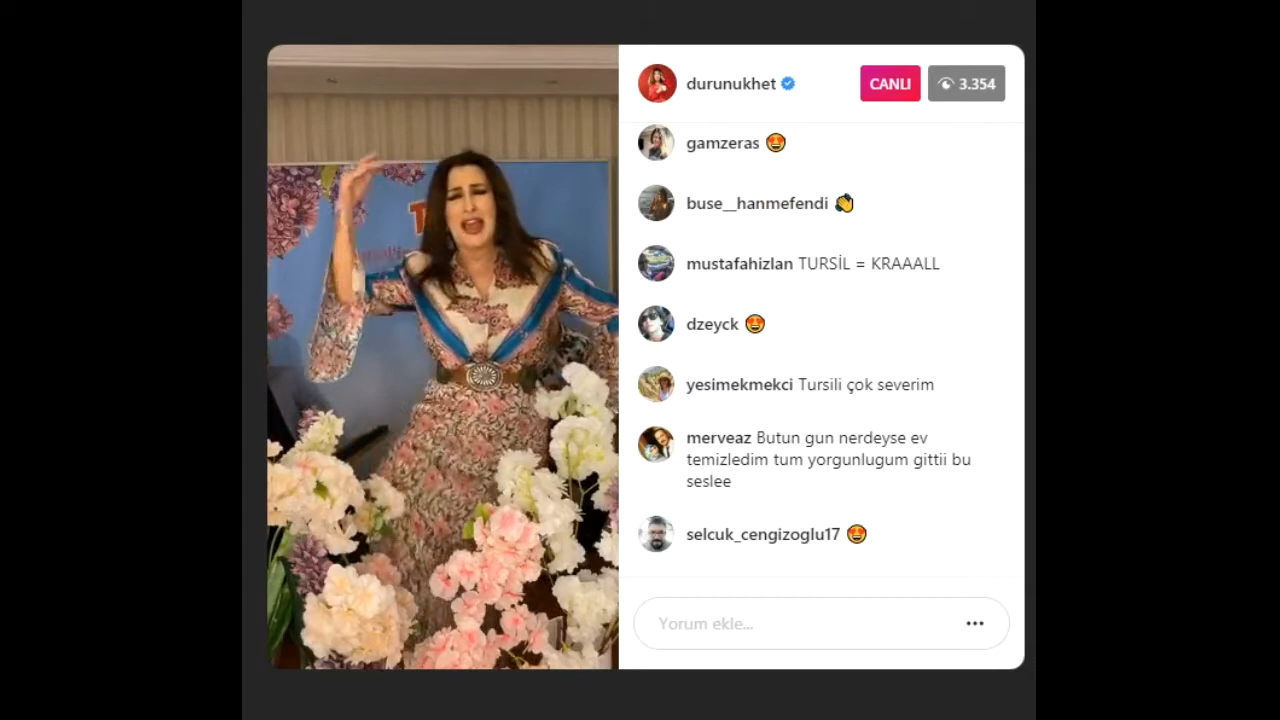 durunukhet
CANLI
3.354
gamzeras 😍
buse__hanmefendi 👏
mustafahizlan TURSİL = KRAAALL
dzeyck 😍
yesimekmekci Tursili çok severim
merveaz Butun gun nerdeyse ev
temizledim tum yorgunlugum gittii bu
seslee
selcuk_cengizoglu17 😍
Yorum ekle...